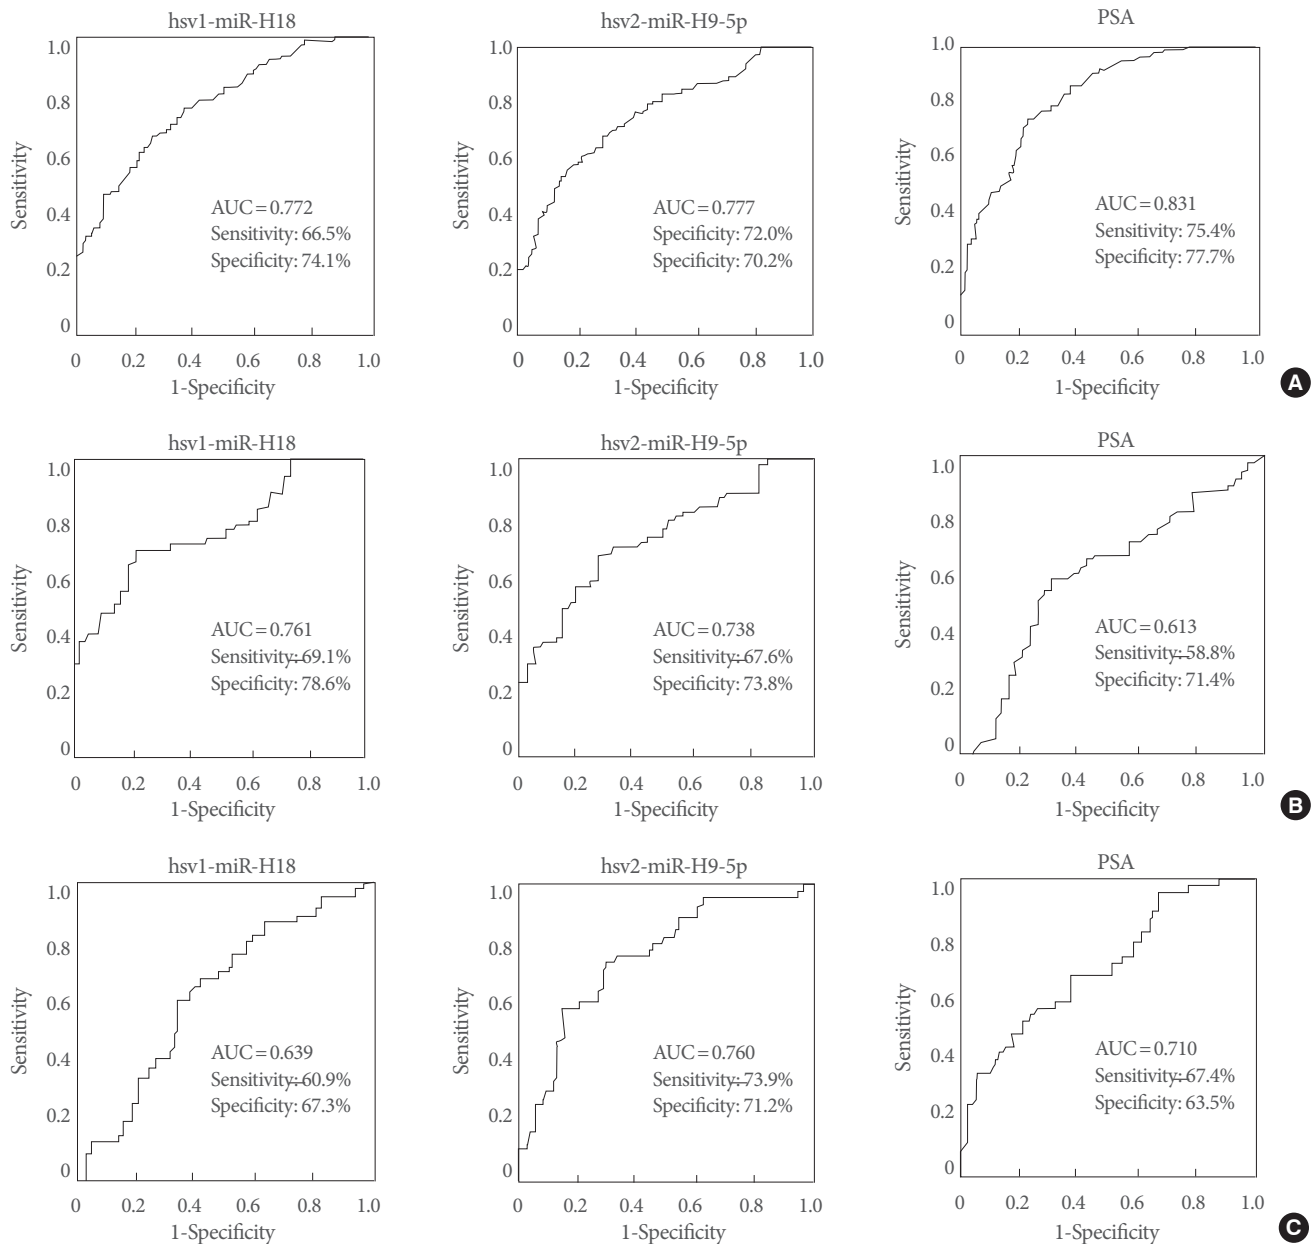 hsv1-miR-H18
1.0
0.8
0.6
0.4
0.2
0
Sensitivity
AUC = 0.772
Sensitivity: 66.5%
Specificity: 74.1%
0 0.2 0.4 0.6 0.8 1.0
1-Specificity
hsv2-miR-H9-5p
1.0
0.8
0.6
0.4
0.2
0
Sensitivity
AUC = 0.777
Sensitivity: 72.0%
Specificity: 70.2%
0 0.2 0.4 0.6 0.8 1.0
1-Specificity
PSA
1.0
0.8
0.6
0.4
0.2
0
Sensitivity
AUC = 0.831
Sensitivity: 75.4%
Specificity: 77.7%
0 0.2 0.4 0.6 0.8 1.0
1-Specificity
A
hsv1-miR-H18
1.0
0.8
0.6
0.4
0.2
0
Sensitivity
AUC = 0.761
Sensitivity: 69.1%
Specificity: 78.6%
0 0.2 0.4 0.6 0.8 1.0
1-Specificity
hsv2-miR-H9-5p
1.0
0.8
0.6
0.4
0.2
0
Sensitivity
AUC = 0.738
Sensitivity: 67.6%
Specificity: 73.8%
0 0.2 0.4 0.6 0.8 1.0
1-Specificity
PSA
1.0
0.8
0.6
0.4
0.2
0
Sensitivity
AUC = 0.613
Sensitivity: 58.8%
Specificity: 71.4%
0 0.2 0.4 0.6 0.8 1.0
1-Specificity
B
hsv1-miR-H18
1.0
0.8
0.6
0.4
0.2
0
Sensitivity
AUC = 0.639
Sensitivity: 60.9%
Specificity: 67.3%
0 0.2 0.4 0.6 0.8 1.0
1-Specificity
hsv2-miR-H9-5p
1.0
0.8
0.6
0.4
0.2
0
Sensitivity
AUC = 0.760
Sensitivity: 73.9%
Specificity: 71.2%
0 0.2 0.4 0.6 0.8 1.0
1-Specificity
PSA
1.0
0.8
0.6
0.4
0.2
0
Sensitivity
AUC = 0.710
Sensitivity: 67.4%
Specificity: 63.5%
0 0.2 0.4 0.6 0.8 1.0
1-Specificity
C